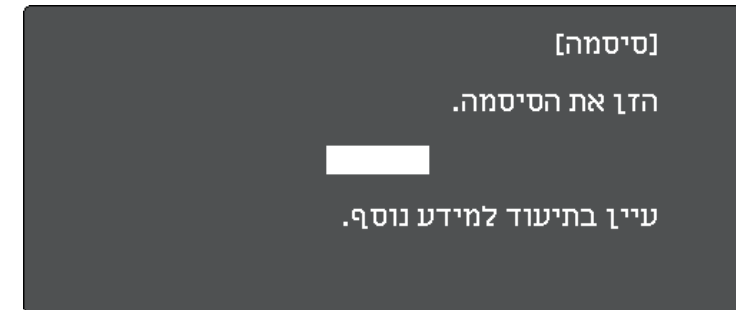 [סיסמה]
הזן את הסיסמה.
עיין בתיעוד למידע נוסף.